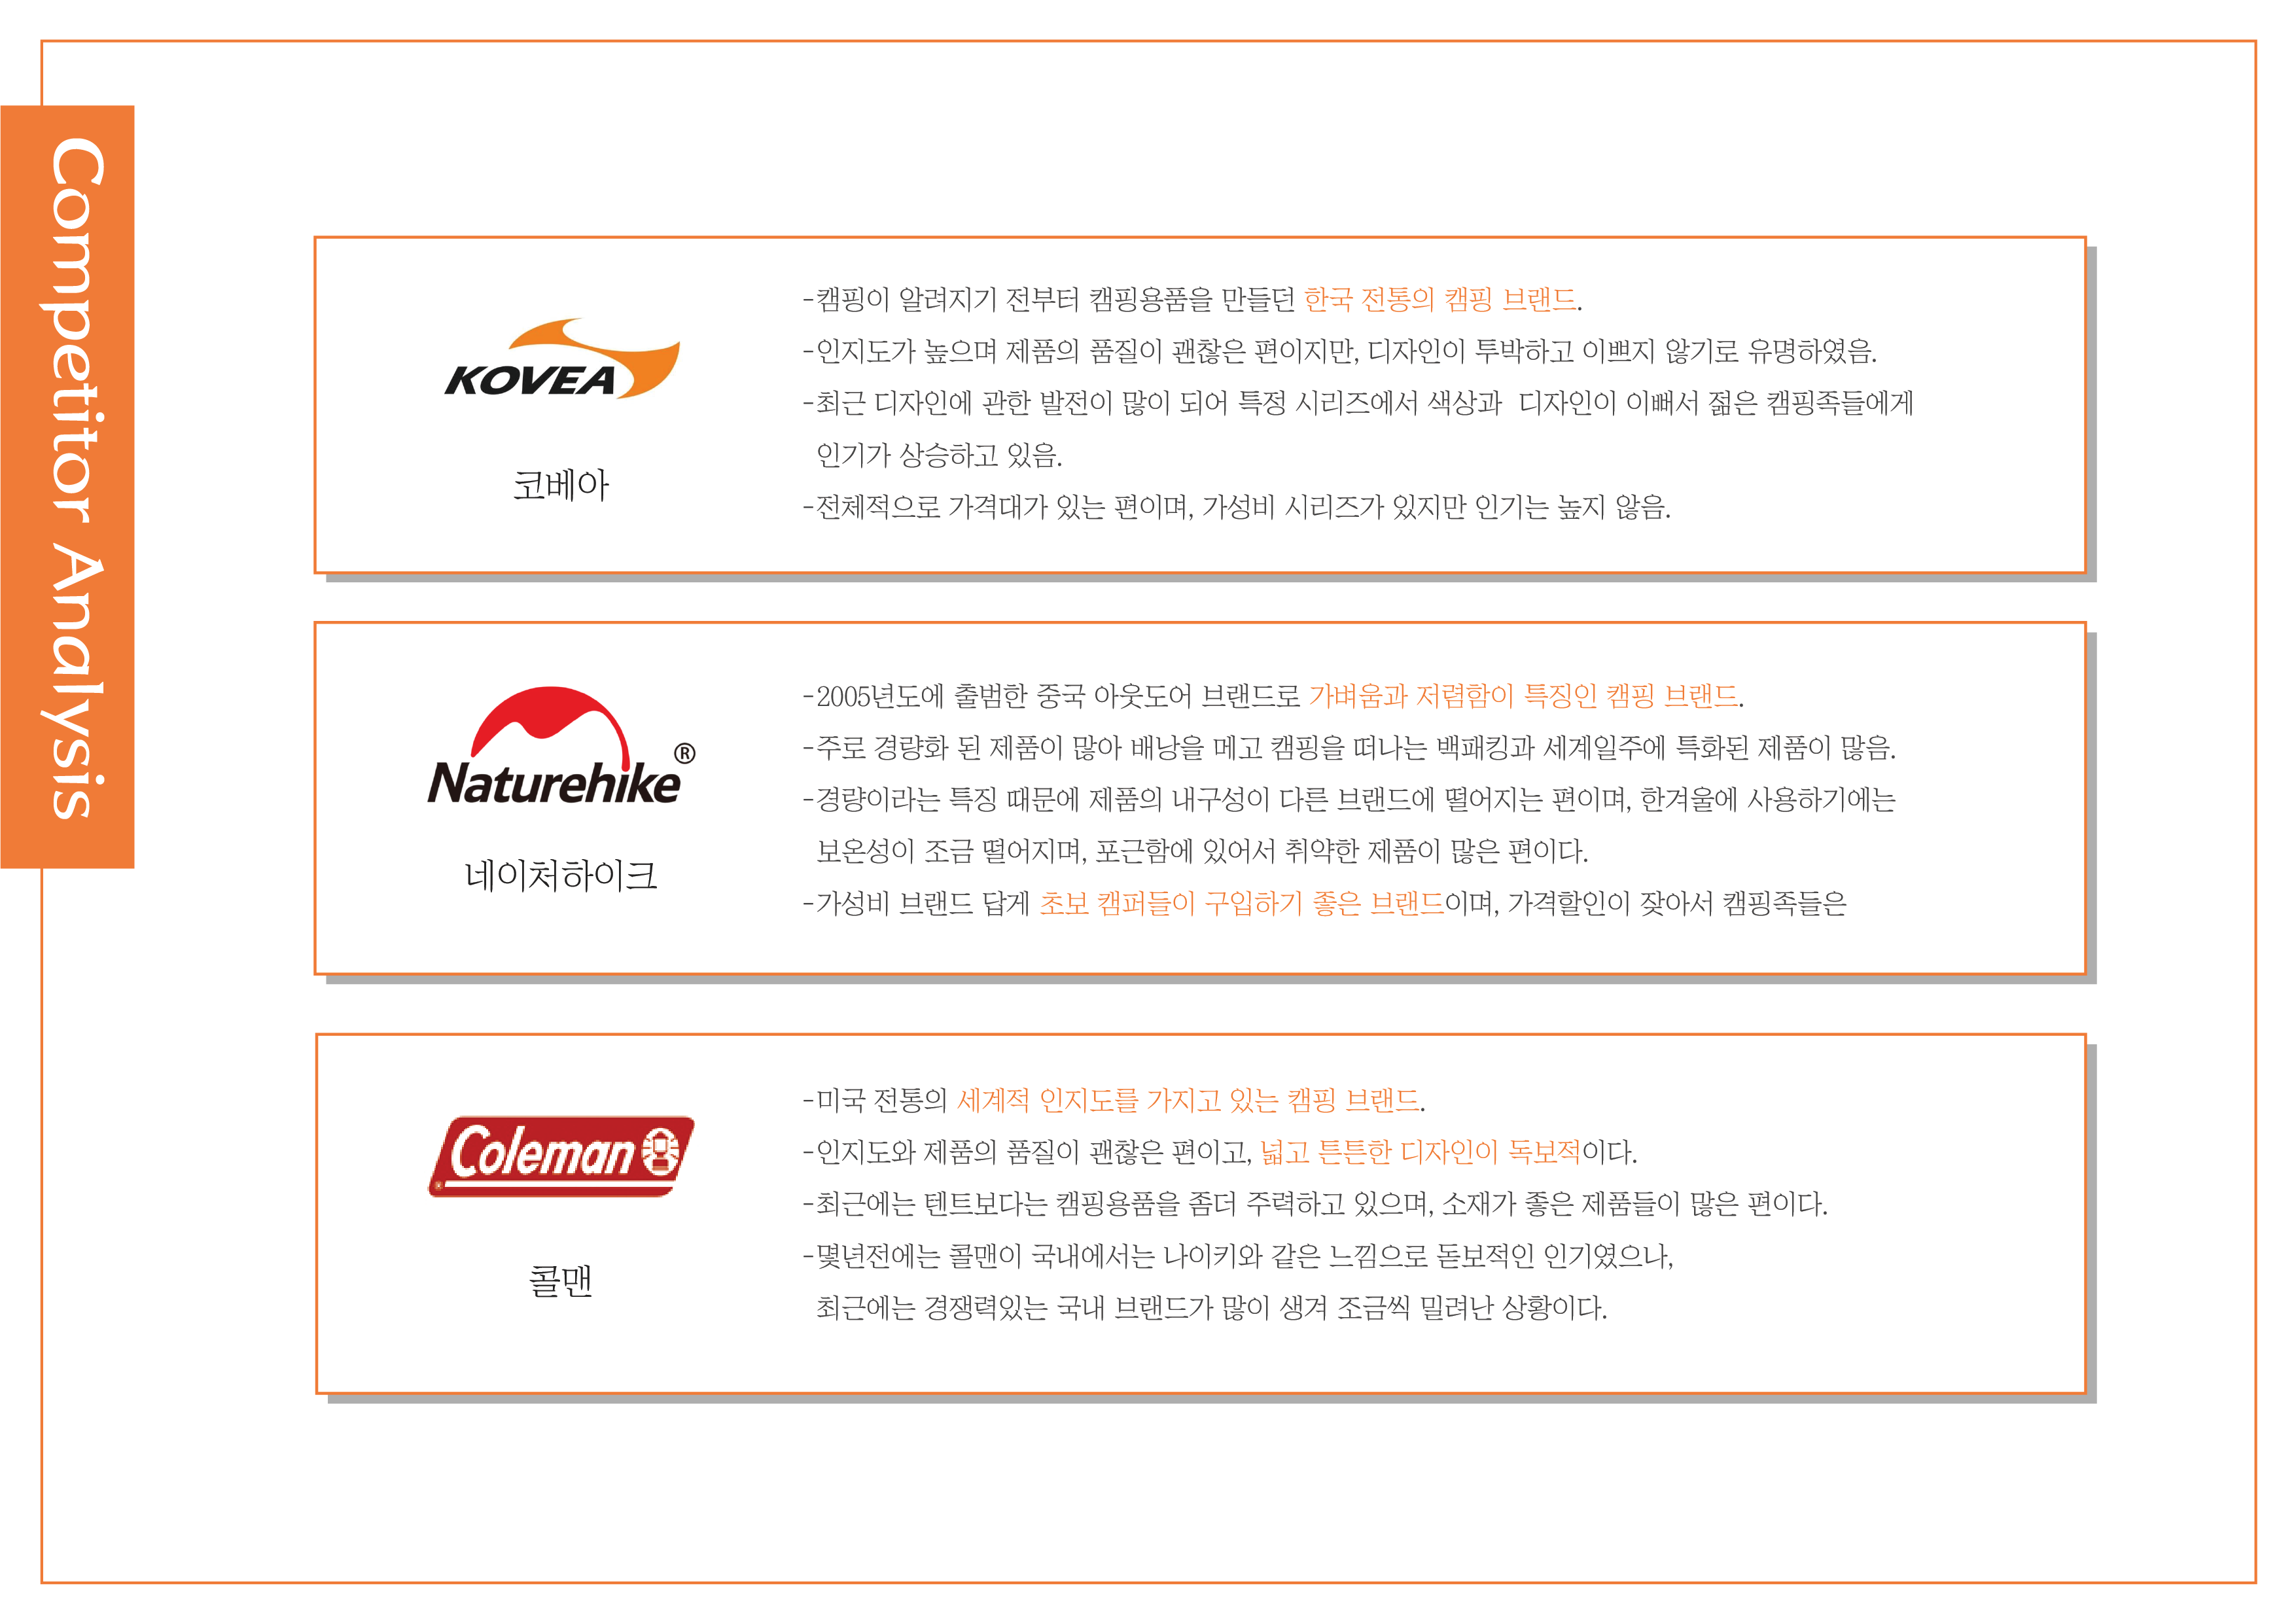 Competitor Analysis
KOVEA
코베아
-캠핑이 알려지기 전부터 캠핑용품을 만들던 한국 전통의 캠핑 브랜드.
-인지도가 높으며 제품의 품질이 괜찮은 편이지만, 디자인이 투박하고 이쁘지 않기로 유명하였음.
-최근 디자인에 관한 발전이 많이 되어 특정 시리즈에서 색상과  디자인이 이뻐서 젊은 캠핑족들에게
인기가 상승하고 있음.
-전체적으로 가격대가 있는 편이며, 가성비 시리즈가 있지만 인기는 높지 않음.
Naturehike®
네이처하이크
-2005년도에 출범한 중국 아웃도어 브랜드로 가벼움과 저렴함이 특징인 캠핑 브랜드.
-주로 경량화 된 제품이 많아 배낭을 메고 캠핑을 떠나는 백패킹과 세계일주에 특화된 제품이 많음.
-경량이라는 특징 때문에 제품의 내구성이 다른 브랜드에 떨어지는 편이며, 한겨울에 사용하기에는
보온성이 조금 떨어지며, 포근함에 있어서 취약한 제품이 많은 편이다.
-가성비 브랜드 답게 초보 캠퍼들이 구입하기 좋은 브랜드이며, 가격할인이 잦아서 캠핑족들은
Coleman
콜맨
-미국 전통의 세계적 인지도를 가지고 있는 캠핑 브랜드.
-인지도와 제품의 품질이 괜찮은 편이고, 넓고 튼튼한 디자인이 독보적이다.
-최근에는 텐트보다는 캠핑용품을 좀더 주력하고 있으며, 소재가 좋은 제품들이 많은 편이다.
-몇년전에는 콜맨이 국내에서는 나이키와 같은 느낌으로 돋보적인 인기였으나,
최근에는 경쟁력있는 국내 브랜드가 많이 생겨 조금씩 밀려난 상황이다.